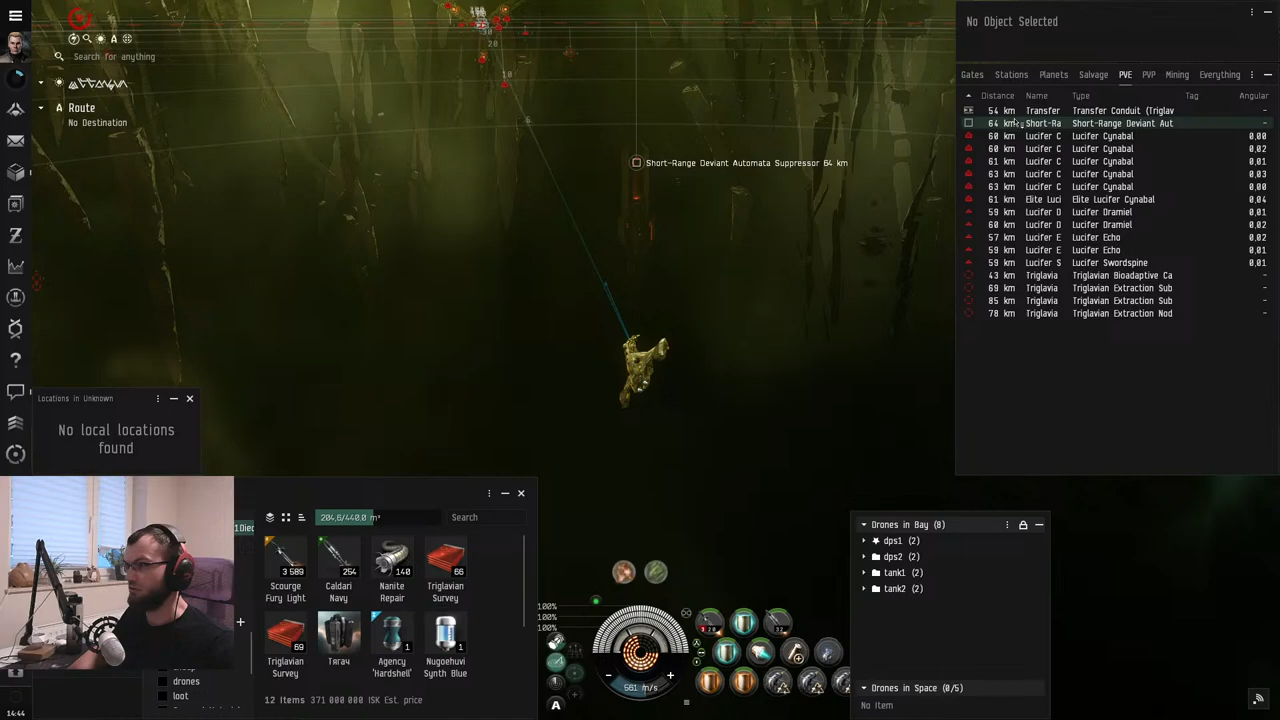 No Object Selected
Search for anything
Route
No Destination
20
10
Short-Range Deviant Automata Suppressor 64 km
Gates Stations Planets Salvage PVE PVP Mining Everything
Distance Name Type Tag Angular
54 km Transfer Transfer Conduit (Triglav -
64 km Short-Ra Short-Range Deviant Aut -
60 km Lucifer C Lucifer Cynabal 0,00
60 km Lucifer C Lucifer Cynabal 0,02
61 km Lucifer C Lucifer Cynabal 0,01
63 km Lucifer C Lucifer Cynabal 0,03
63 km Lucifer C Lucifer Cynabal 0,00
61 km Elite Luci Elite Lucifer Cynabal 0,04
59 km Lucifer D Lucifer Dramiel 0,01
60 km Lucifer D Lucifer Dramiel 0,02
57 km Lucifer E Lucifer Echo 0,02
59 km Lucifer E Lucifer Echo 0,01
59 km Lucifer S Lucifer Swordspine 0,01
43 km Triglavia Triglavian Bioadaptive Ca -
69 km Triglavia Triglavian Extraction Sub -
85 km Triglavia Triglavian Extraction Sub -
78 km Triglavia Triglavian Extraction Nod -
Locations in Unknown
No local locations
found
204,6/440,0 m³
Search
3 589
Scourge
Fury Light
254
Caldari
Navy
140
Nanite
Repair
66
Triglavian
Survey
69
Triglavian
Survey
Тягач
1
Agency
'Hardshell'
1
Nugoehuvi
Synth Blue
drones
loot
12 Items 371 000 000 ISK Est. price
100%
100%
100%
561 m/s
Drones in Bay (8)
dps1 (2)
dps2 (2)
tank1 (2)
tank2 (2)
Drones in Space (0/5)
No Item
14:44